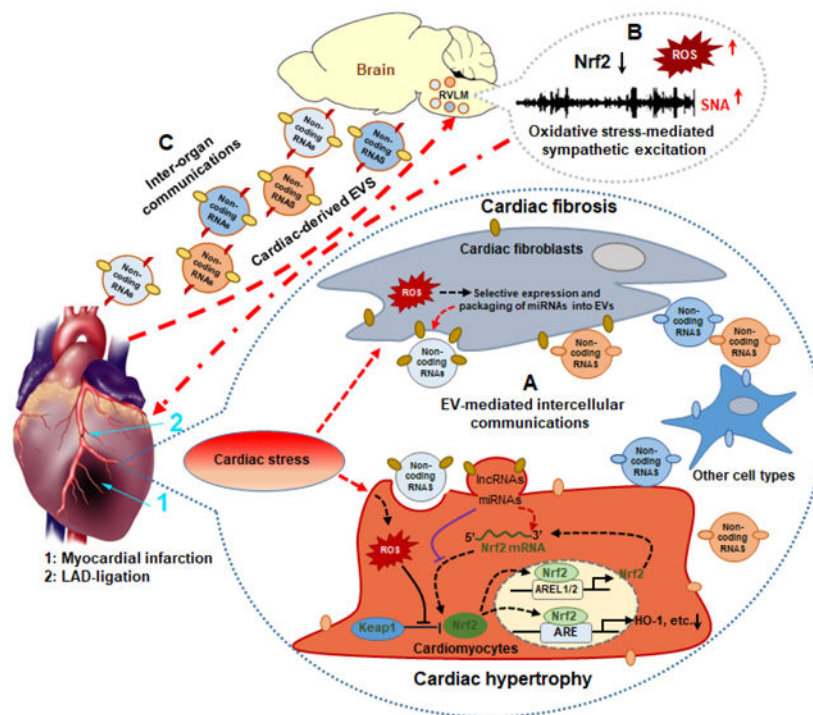 B
Brain
RVLM
Nrf2
ROS
SNA
Oxidative stress-mediated
sympathetic excitation
C
Inter-organ
communications
Cardiac-derived EVS
Non-
coding
RNAs
Non-
coding
RNAS
Non-
coding
RNAs
Non-
coding
RNAS
Non-
coding
RNAs
Non-
coding
RNAs
Cardiac fibrosis
Cardiac fibroblasts
ROS
Selective expression and
packaging of miRNAs into EVs
Non-
coding
RNAS
Non-
coding
RNAS
Non-
coding
RNAS
Non-
coding
RNAS
A
EV-mediated intercellular
communications
2
1
1: Myocardial infarction
2: LAD-ligation
Cardiac stress
Non-
coding
RNAS
lncRNAs
miRNAs
Non-
coding
RNAS
Other cell types
Non-
coding
RNAS
ROS
5'
3'
Nrf2 mRNA
Nrf2
AREL1/2
Nrf2
Keap1
Nrf2
Nrf2
ARE
HO-1, etc.
Cardiomyocytes
Cardiac hypertrophy